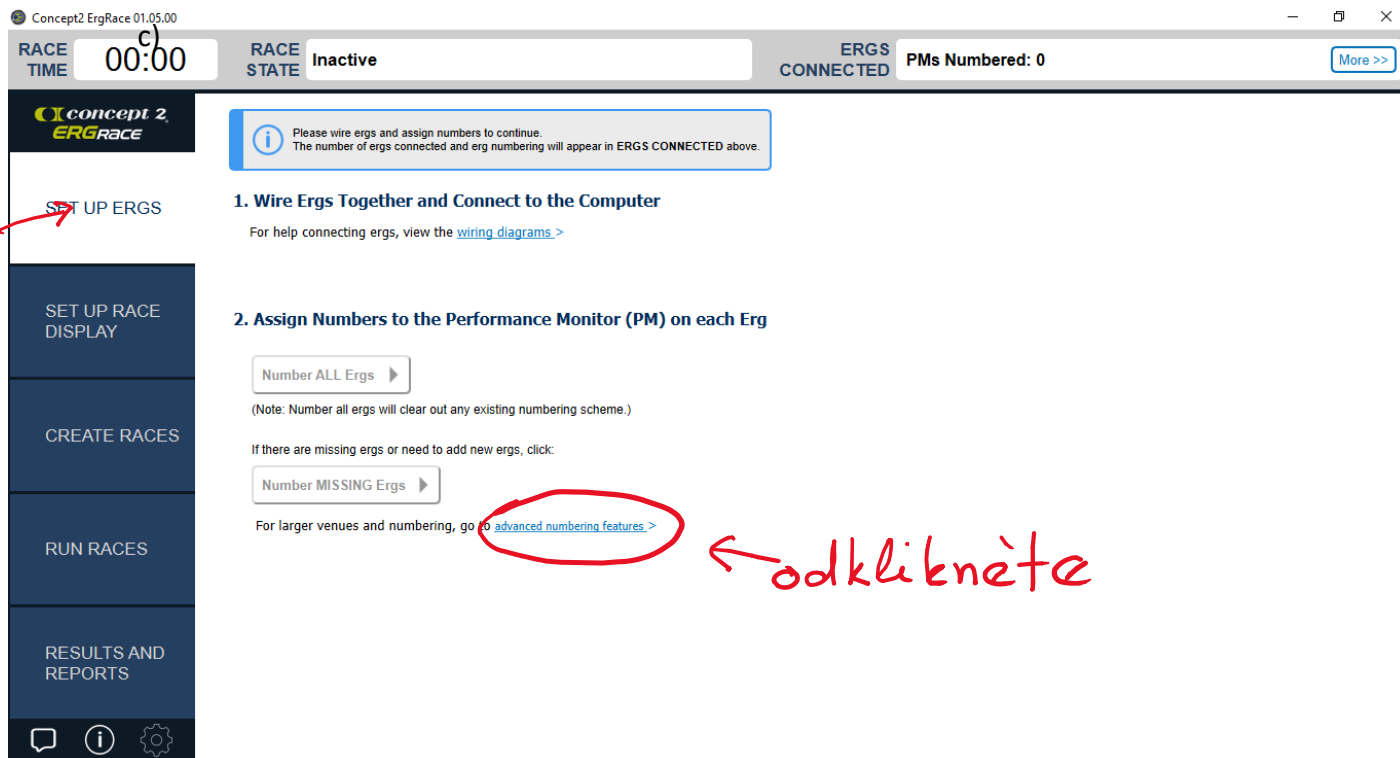 Concept2 ErgRace 01.05.00
c)
RACE TIME
00:00
RACE STATE
Inactive
ERGS CONNECTED
PMs Numbered: 0
More >>
concept 2
ERGRACE
Please wire ergs and assign numbers to continue.
The number of ergs connected and erg numbering will appear in ERGS CONNECTED above.
SET UP ERGS
1. Wire Ergs Together and Connect to the Computer
For help connecting ergs, view the wiring diagrams >
SET UP RACE
DISPLAY
2. Assign Numbers to the Performance Monitor (PM) on each Erg
Number ALL Ergs
(Note: Number all ergs will clear out any existing numbering scheme.)
CREATE RACES
If there are missing ergs or need to add new ergs, click:
Number MISSING Ergs
For larger venues and numbering, go to advanced numbering features >
odklikněte
RUN RACES
RESULTS AND
REPORTS